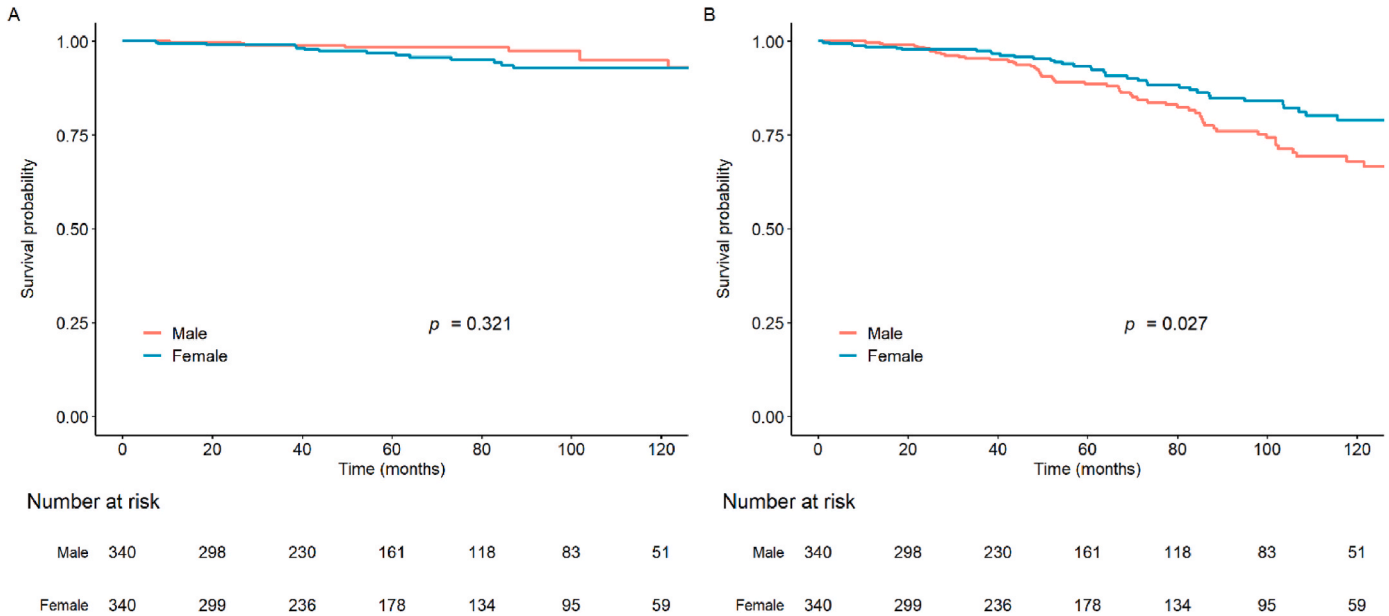 A
Survival probability
1.00
0.75
0.50
0.25
0.00
Male
Female
p = 0.321
0 20 40 60 80 100 120
Time (months)
Number at risk
Male 340 298 230 161 118 83 51
Female 340 299 236 178 134 95 59
B
Survival probability
1.00
0.75
0.50
0.25
0.00
Male
Female
p = 0.027
0 20 40 60 80 100 120
Time (months)
Number at risk
Male 340 298 230 161 118 83 51
Female 340 299 236 178 134 95 59